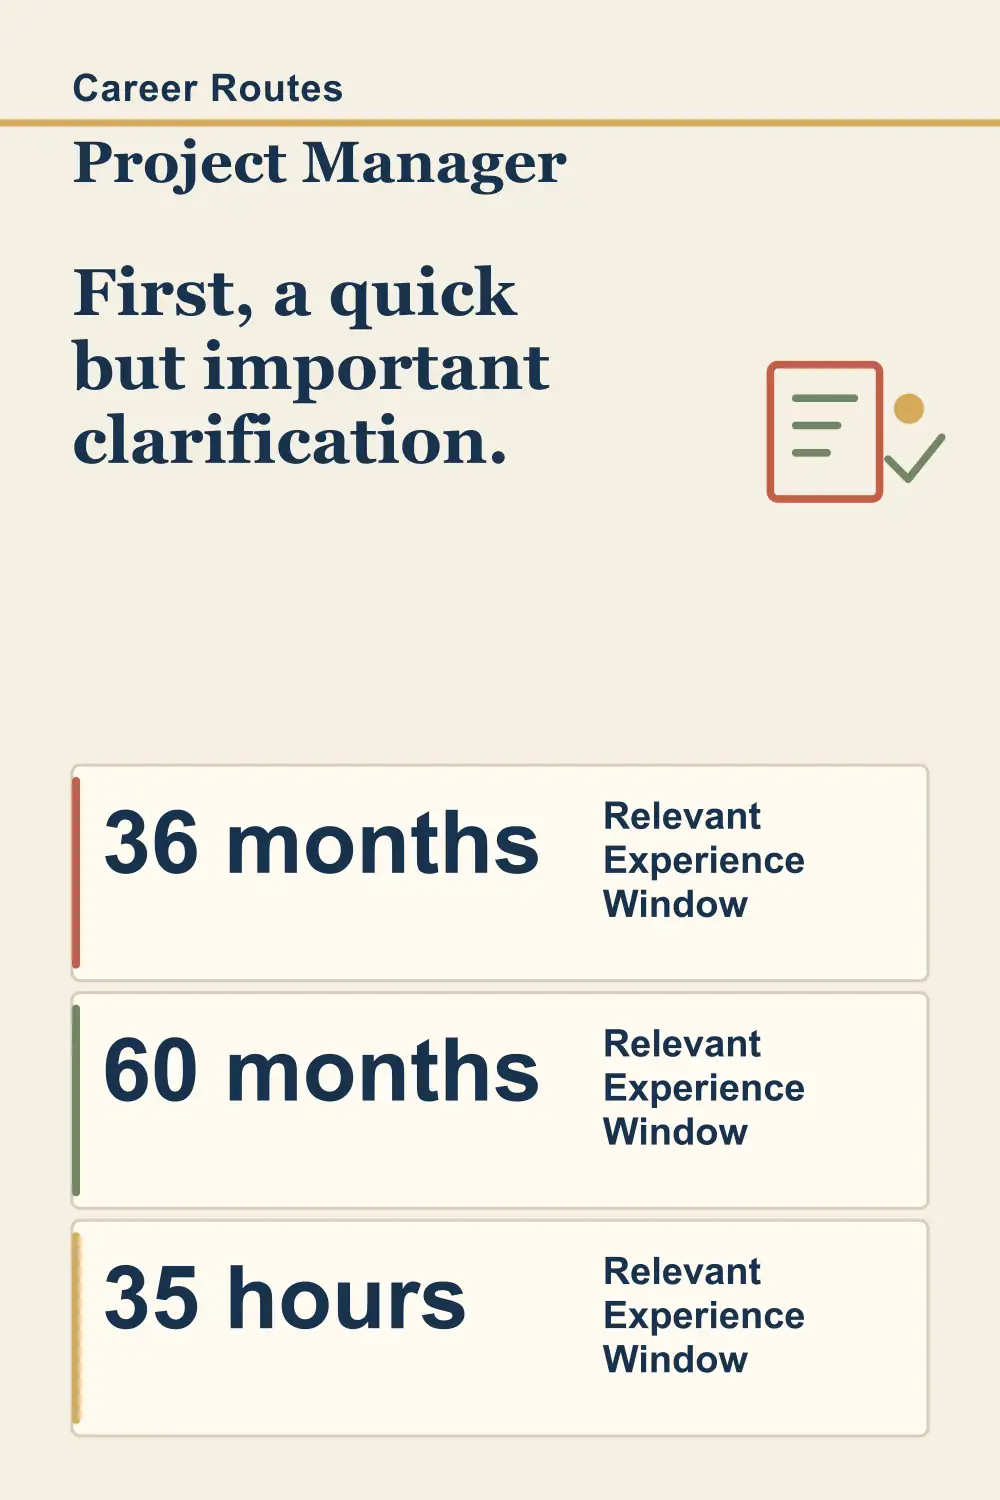 Career Routes
Project Manager
First, a quick
but important
clarification.
36 months
Relevant
Experience
Window
60 months
Relevant
Experience
Window
35 hours
Relevant
Experience
Window